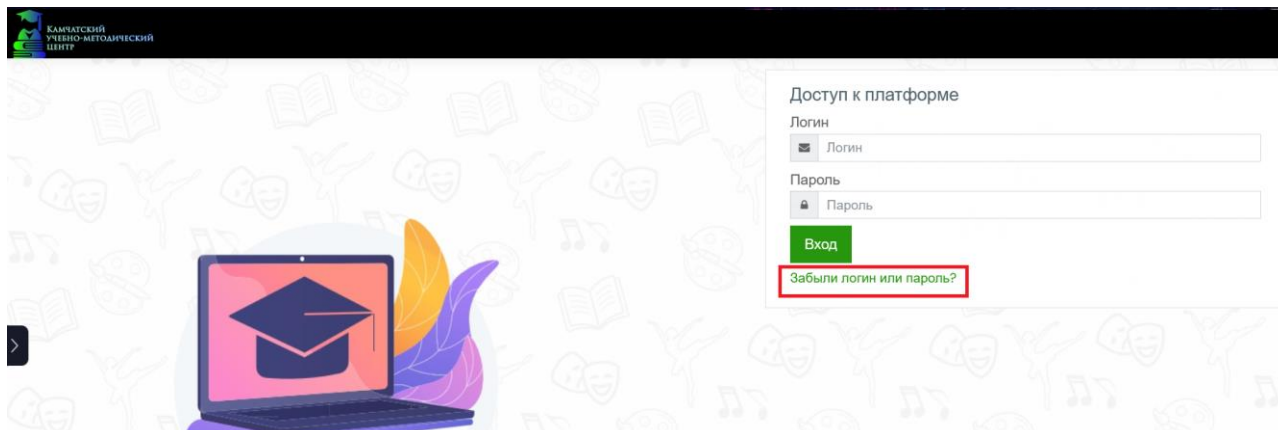 Камчатский
учебно-методический
центр
Доступ к платформе
Логин
Логин
Пароль
Пароль
Вход
Забыли логин или пароль?